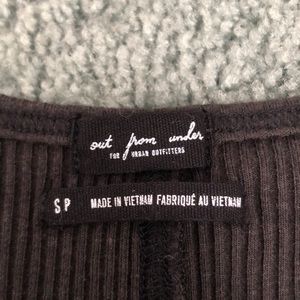 out from under
FOR URBAN OUTFITTERS
S P MADE IN VIETNAM FABRIQUÉ AU VIETNAM